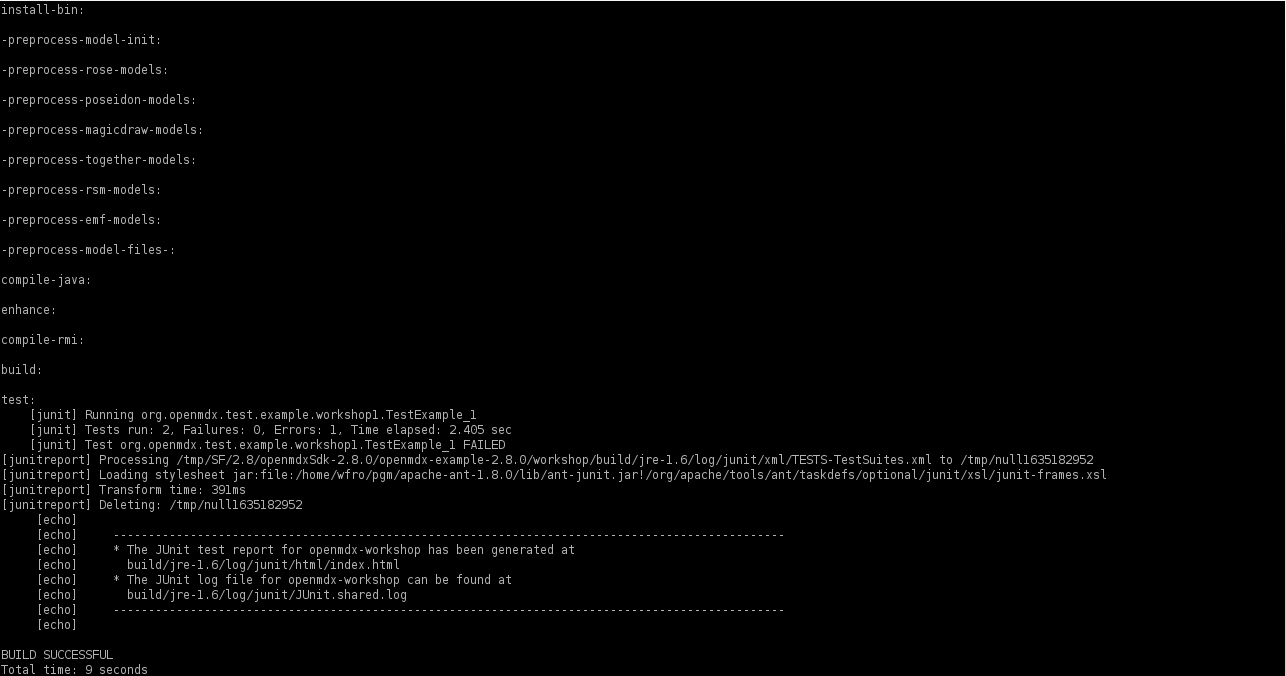 install-bin:
-preprocess-model-init:
-preprocess-rose-models:
-preprocess-poseidon-models:
-preprocess-magicdraw-models:
-preprocess-together-models:
-preprocess-rsm-models:
-preprocess-emf-models:
-preprocess-model-files-:
compile-java:
enhance:
compile-rmi:
build:
test:
[junit] Running org.openmdx.test.example.workshop1.TestExample_1
[junit] Tests run: 2, Failures: 0, Errors: 1, Time elapsed: 2.405 sec
[junit] Test org.openmdx.test.example.workshop1.TestExample_1 FAILED
[junitreport] Processing /tmp/SF/2.8/openmdxSdk-2.8.0/openmdx-example-2.8.0/workshop/build/jre-1.6/log/junit/xml/TESTS-TestSuites.xml to /tmp/null1635182952
[junitreport] Loading stylesheet jar:file:/home/wfro/pgm/apache-ant-1.8.0/lib/ant-junit.jar!/org/apache/tools/ant/taskdefs/optional/junit/xsl/junit-frames.xsl
[junitreport] Transform time: 391ms
[junitreport] Deleting: /tmp/null1635182952
[echo]
[echo] ------------------------------------------------------------------------------------------------
[echo] * The JUnit test report for openmdx-workshop has been generated at
[echo] build/jre-1.6/log/junit/html/index.html
[echo] * The JUnit log file for openmdx-workshop can be found at
[echo] build/jre-1.6/log/junit/JUnit.shared.log
[echo] ------------------------------------------------------------------------------------------------
[echo]
BUILD SUCCESSFUL
Total time: 9 seconds